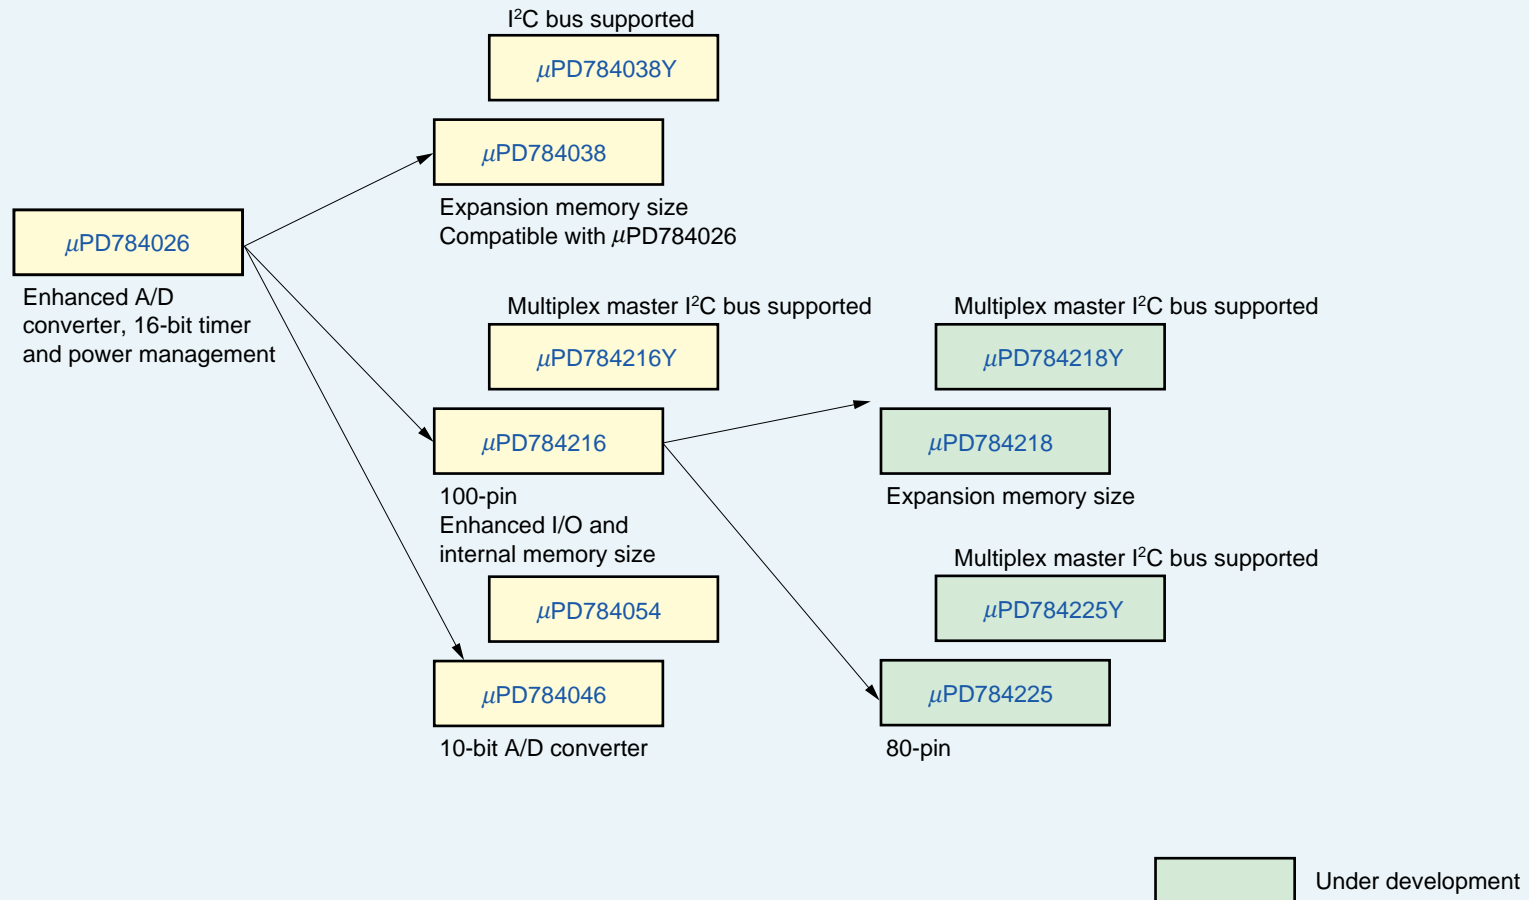 I²C bus supported
μPD784038Y
μPD784038
Expansion memory size
Compatible with μPD784026
μPD784026
Enhanced A/D
converter, 16-bit timer
and power management
Multiplex master I²C bus supported
μPD784216Y
μPD784216
100-pin
Enhanced I/O and
internal memory size
Multiplex master I²C bus supported
μPD784218Y
μPD784218
Expansion memory size
μPD784054
μPD784046
10-bit A/D converter
Multiplex master I²C bus supported
μPD784225Y
μPD784225
80-pin
Under development